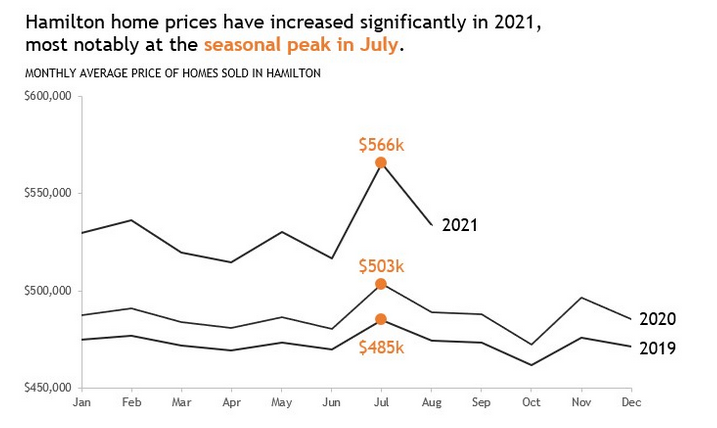 Hamilton home prices have increased significantly in 2021,
most notably at the seasonal peak in July.
MONTHLY AVERAGE PRICE OF HOMES SOLD IN HAMILTON
$600,000
$566k
$550,000
2021
$503k
$500,000
2020
2019
$485k
$450,000
Jan Feb Mar Apr May Jun Jul Aug Sep Oct Nov Dec